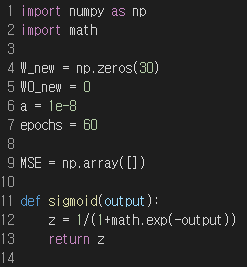 1 import numpy as np
2 import math
3
4 W_new = np.zeros(30)
5 W0_new = 0
6 a = 1e-8
7 epochs = 60
8
9 MSE = np.array([])
10
11 def sigmoid(output):
12     z = 1/(1+math.exp(-output))
13     return z
14